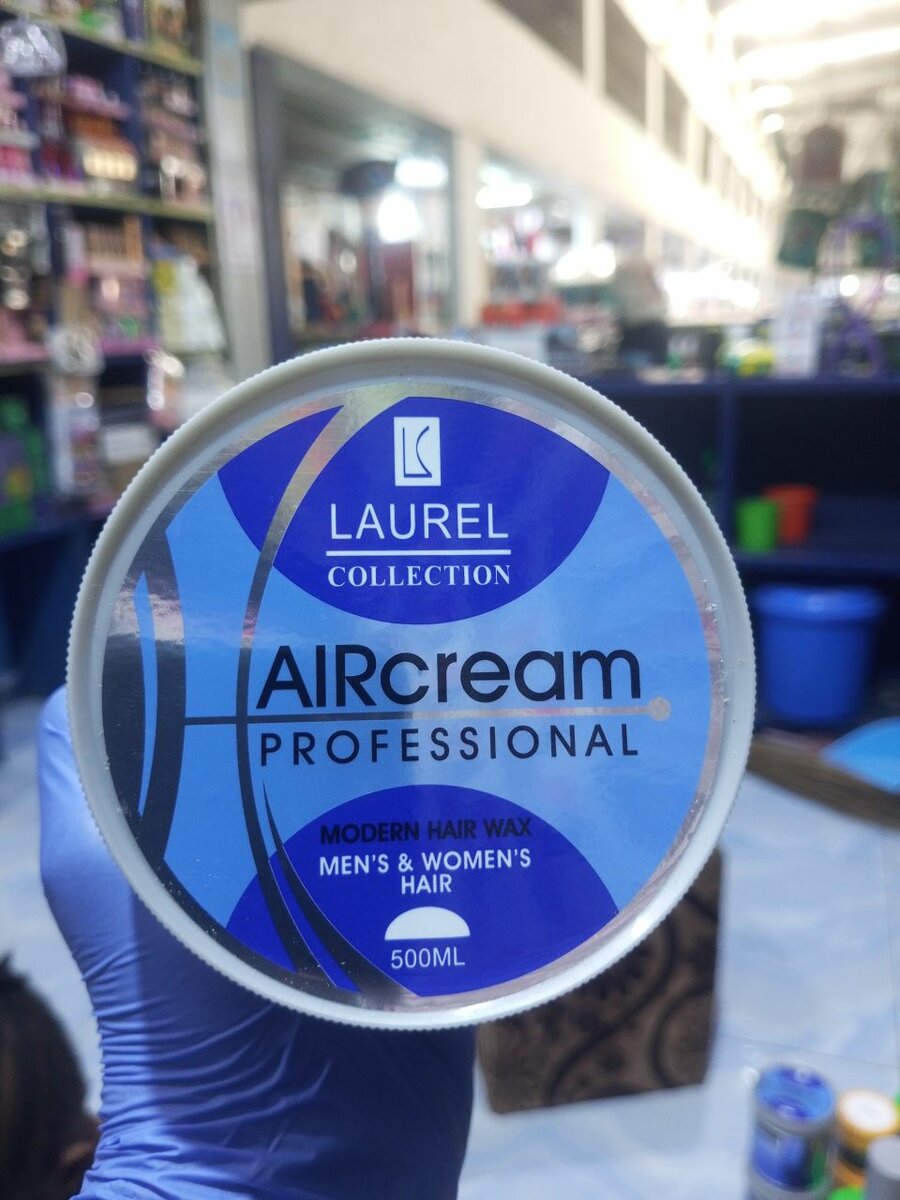 LC
LAUREL
COLLECTION
AIRcream
PROFESSIONAL
MODERN HAIR WAX
MEN'S & WOMEN'S
HAIR
500ML